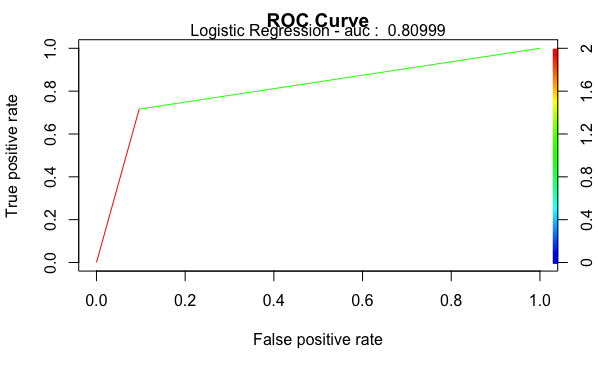 ROC Curve
Logistic Regression - auc :  0.80999
True positive rate
1.0
0.8
0.6
0.4
0.2
0.0
2
1.6
1.2
0.8
0.4
0
0.0 0.2 0.4 0.6 0.8 1.0
False positive rate